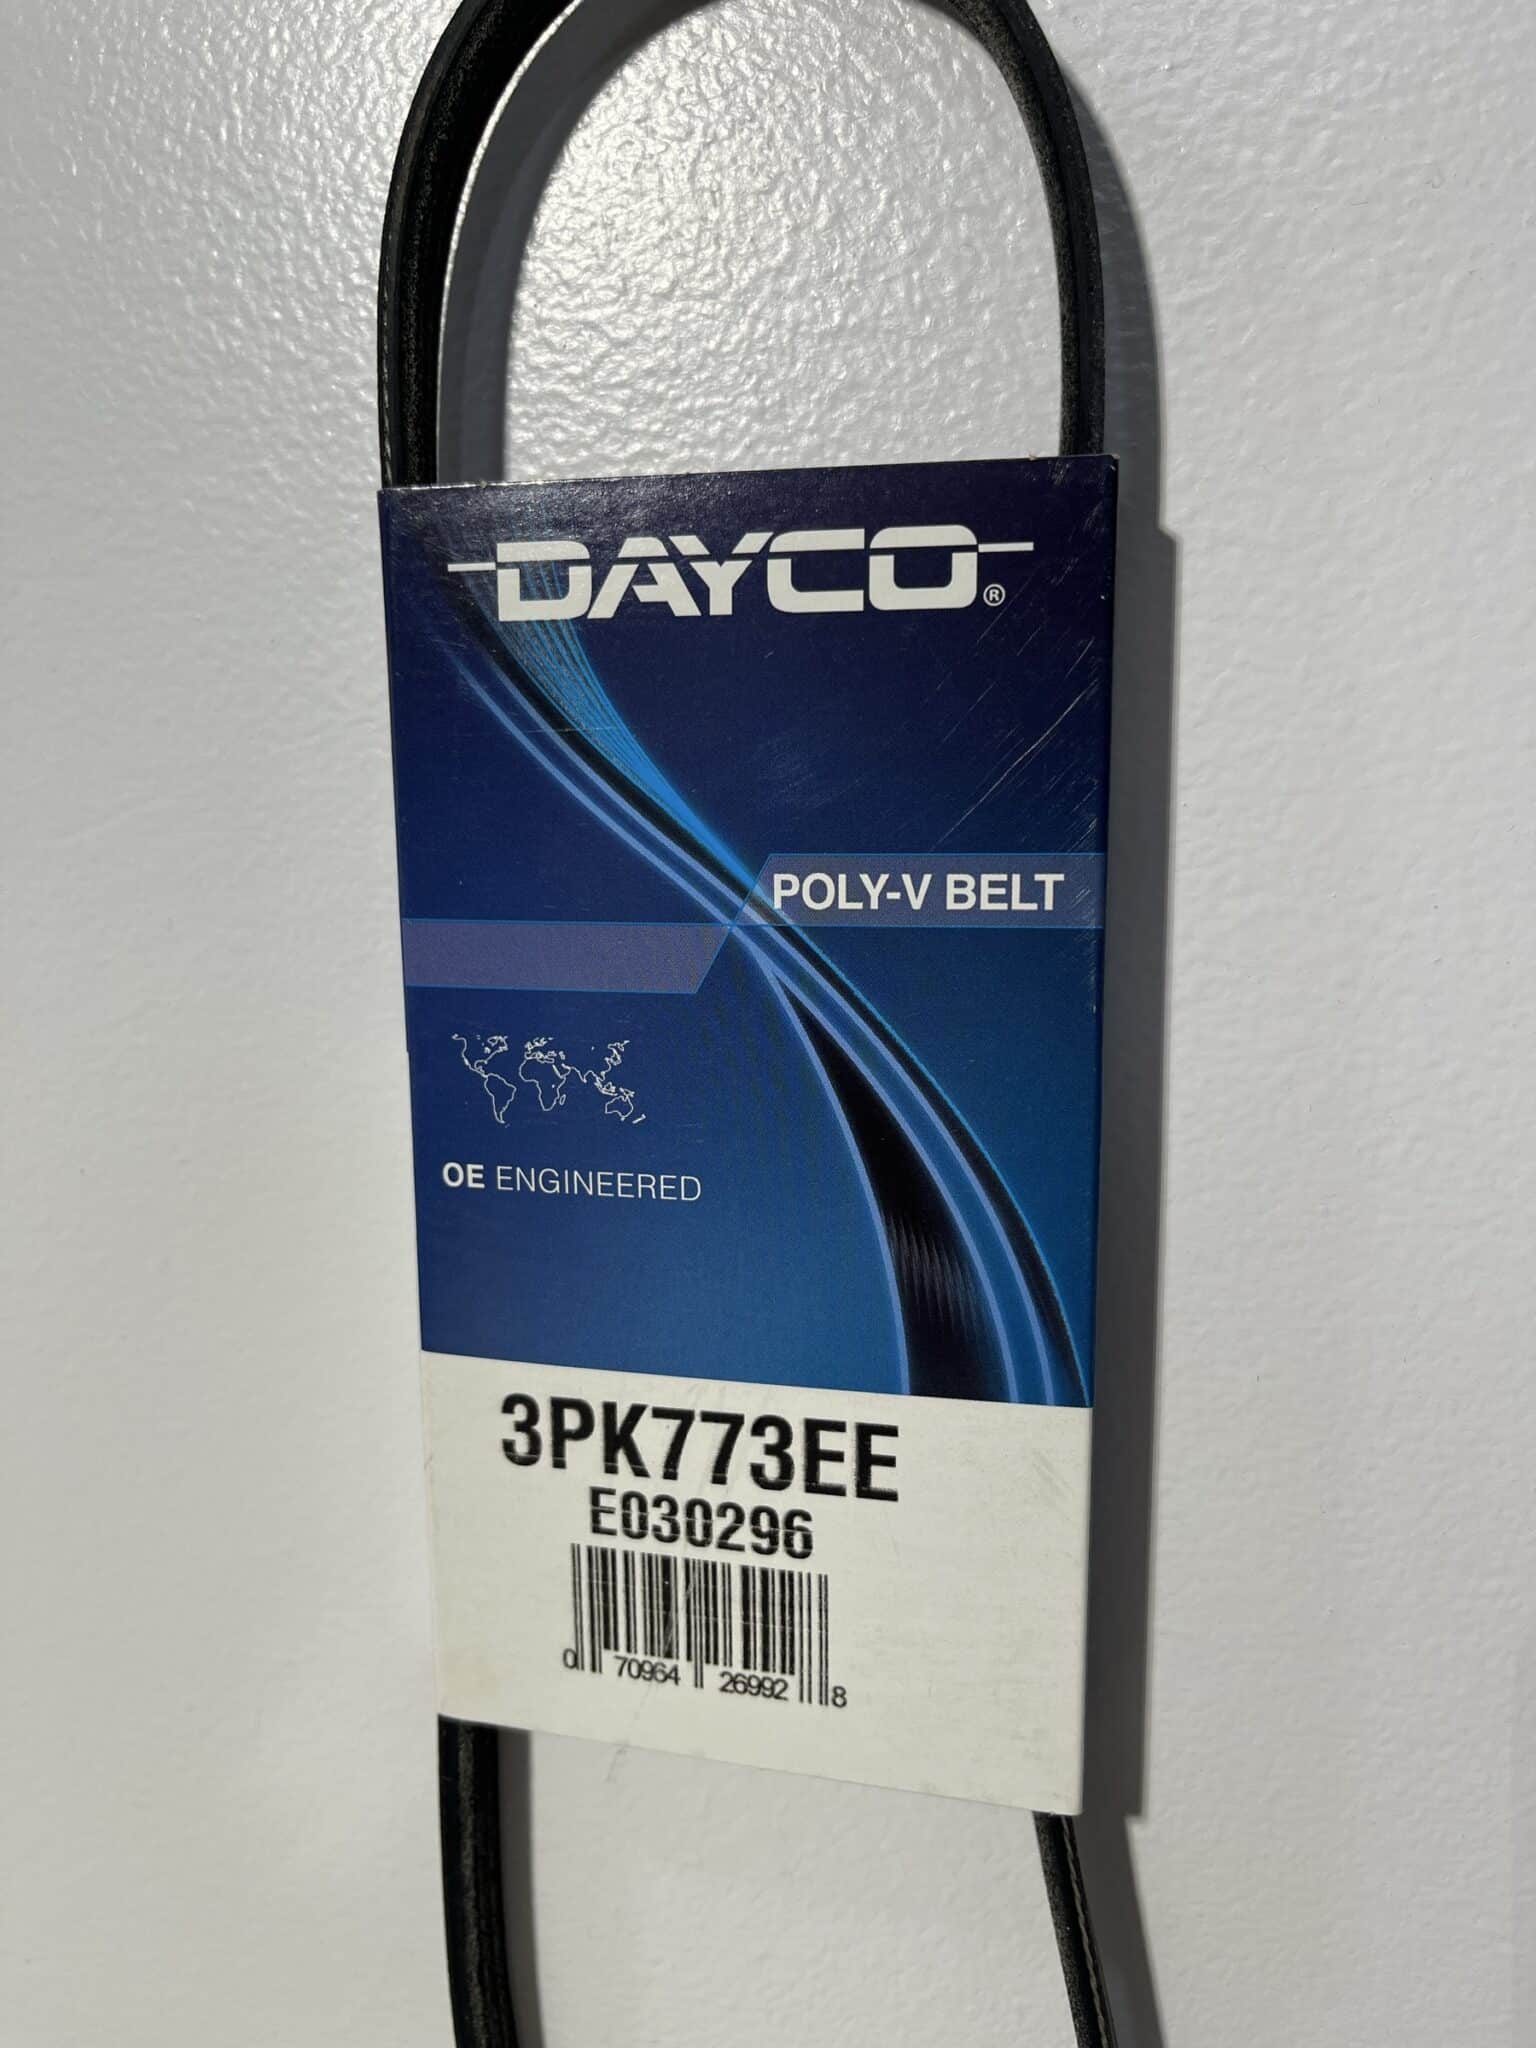 DAYCO®
POLY-V BELT
OE ENGINEERED
3PK773EE
E030296
0 70964 26992 8